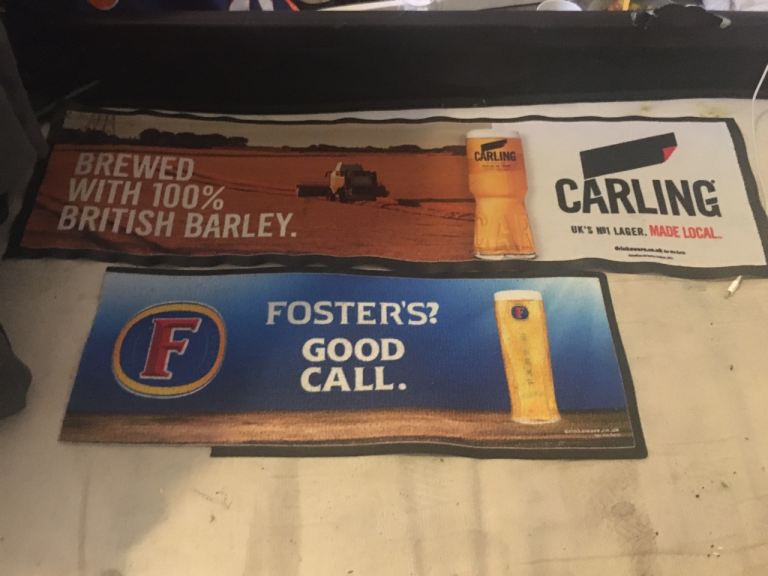 BREWED
WITH 100%
BRITISH BARLEY.
CARLING
CARLING
UK'S Nº1 LAGER. MADE LOCAL.
drinkaware.co.uk
F
FOSTER'S?
GOOD
CALL.
F
drinkaware.co.uk